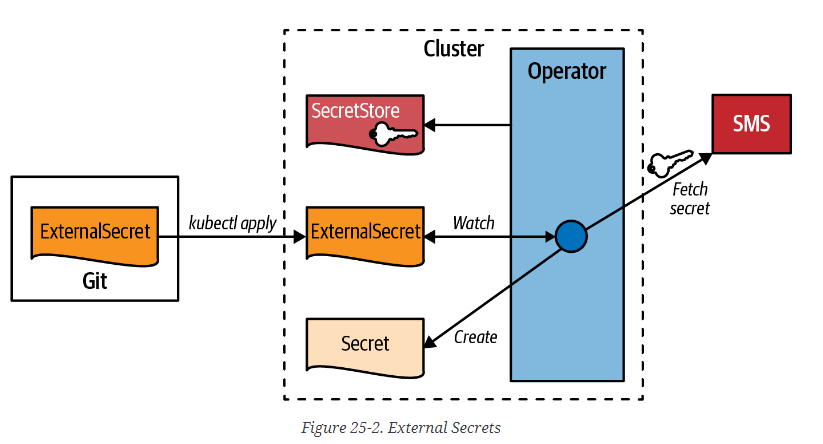 Cluster
Operator
SecretStore
SMS
Fetch
secret
ExternalSecret
kubectl apply
ExternalSecret
Watch
Git
Secret
Create
Figure 25-2. External Secrets